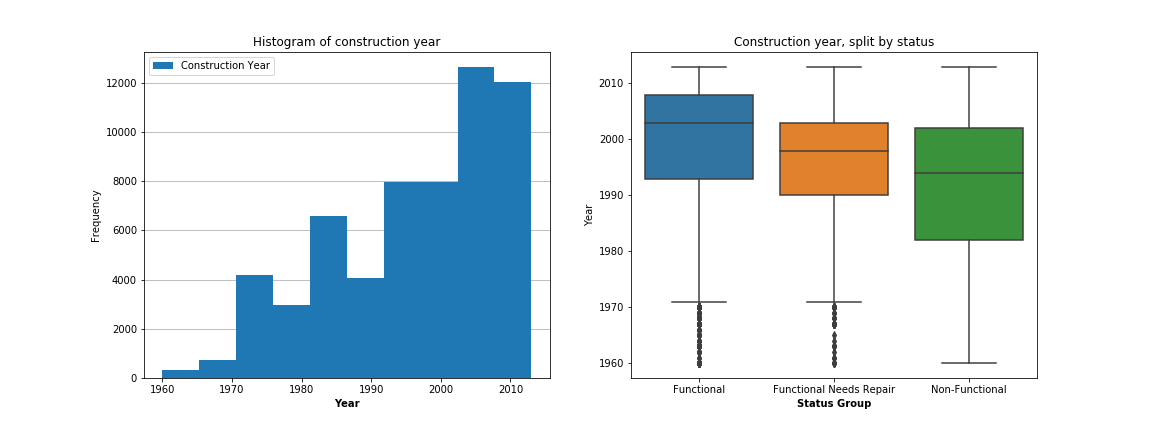 Histogram of construction year
Construction Year
Frequency
12000
10000
8000
6000
4000
2000
0
1960 1970 1980 1990 2000 2010
Year
Construction year, split by status
Year
2010
2000
1990
1980
1970
1960
Functional Functional Needs Repair Non-Functional
Status Group